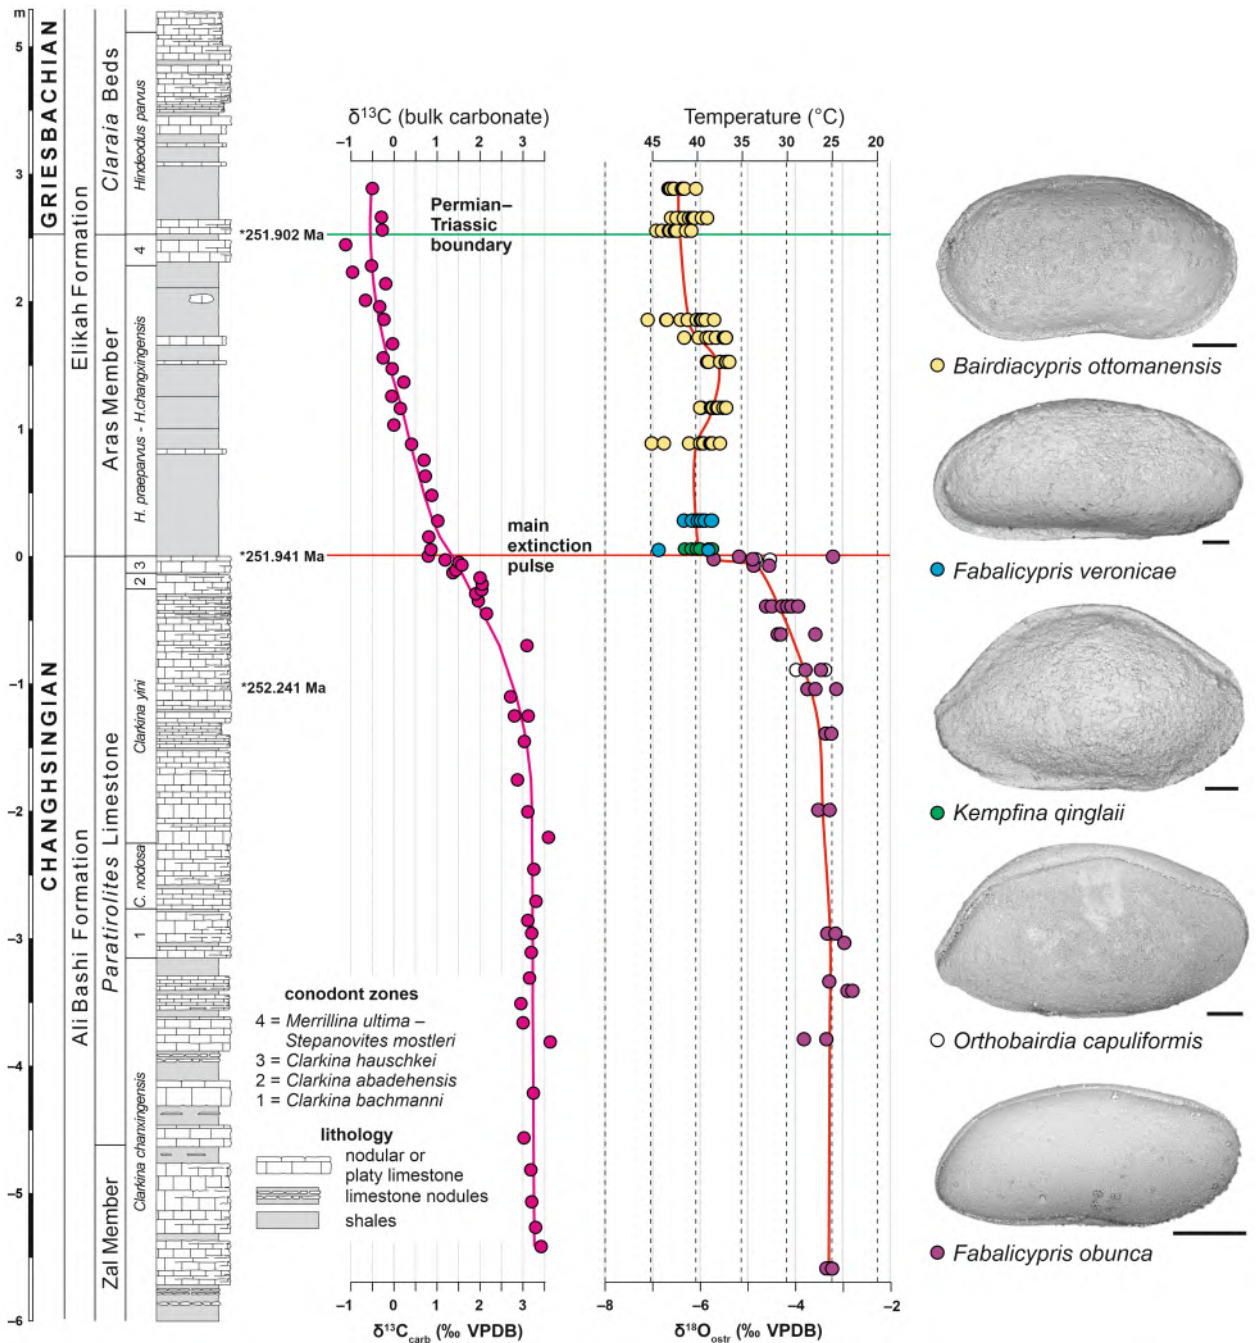 m
5
3
2
1
0
−1
−2
−3
−4
−5
−6
GRIESBACHIAN
CHANGHSINGIAN
Elikah Formation
Ali Bashi Formation
Claraia Beds
Aras Member
Paratirolites Limestone
Zal Member
Hindeodus parvus
4
H. praeparvus - H.changxingensis
2 3
Clarkina yini
C. nodosa
1
Clarkina chanxingensis
*251.902 Ma
*251.941 Ma
*252.241 Ma
δ13C (bulk carbonate)
−1 0 1 2 3
Permian–
Triassic
boundary
main
extinction
pulse
Temperature (°C)
45 40 35 30 25 20
conodont zones
4 = Merrillina ultima –
Stepanovites mostleri
3 = Clarkina hauschkei
2 = Clarkina abadehensis
1 = Clarkina bachmanni
lithology
nodular or
platy limestone
limestone nodules
shales
−1 0 1 2 3
δ13Ccarb (‰ VPDB)
−8 −6 −4 −2
δ18Oostr (‰ VPDB)
Bairdiacypris ottomanensis
Fabalicypris veronicae
Kempfina qinglaii
Orthobairdia capuliformis
Fabalicypris obunca